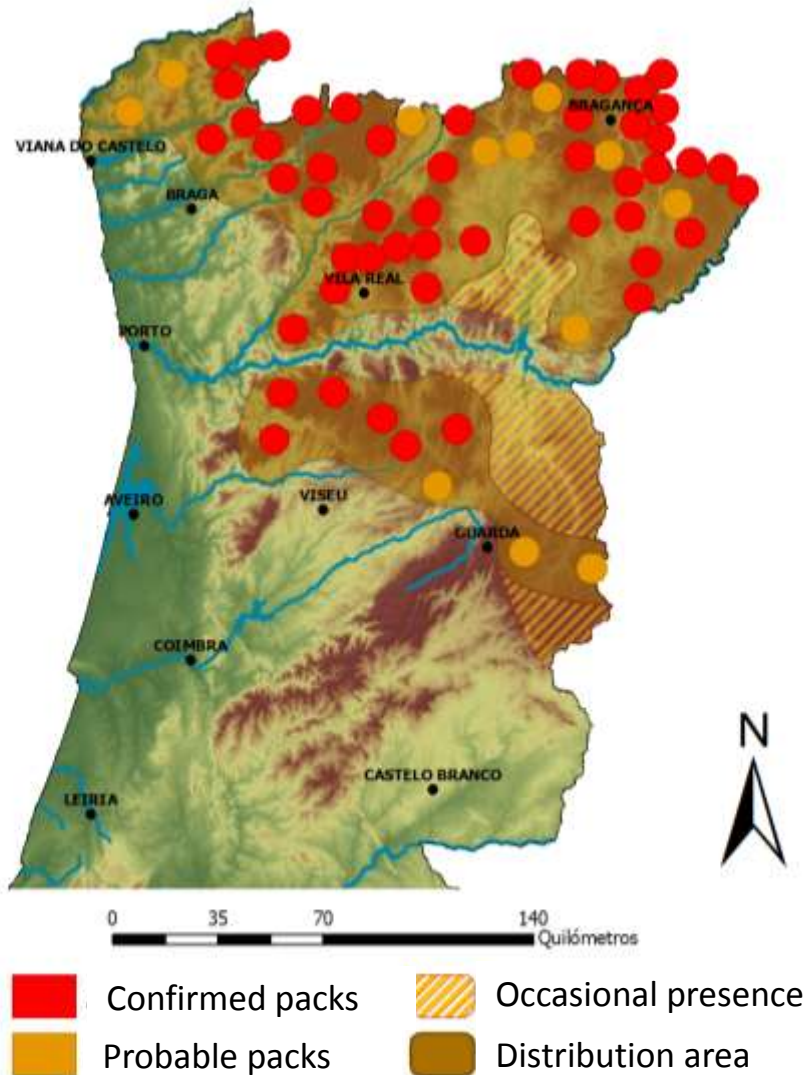 BRAGANÇA
VIANA DO CASTELO
BRAGA
VILA REAL
PORTO
AVEIRO
VISEU
GUARDA
COIMBRA
N
CASTELO BRANCO
LEIRIA
0 35 70 140
Quilómetros
Confirmed packs
Occasional presence
Probable packs
Distribution area